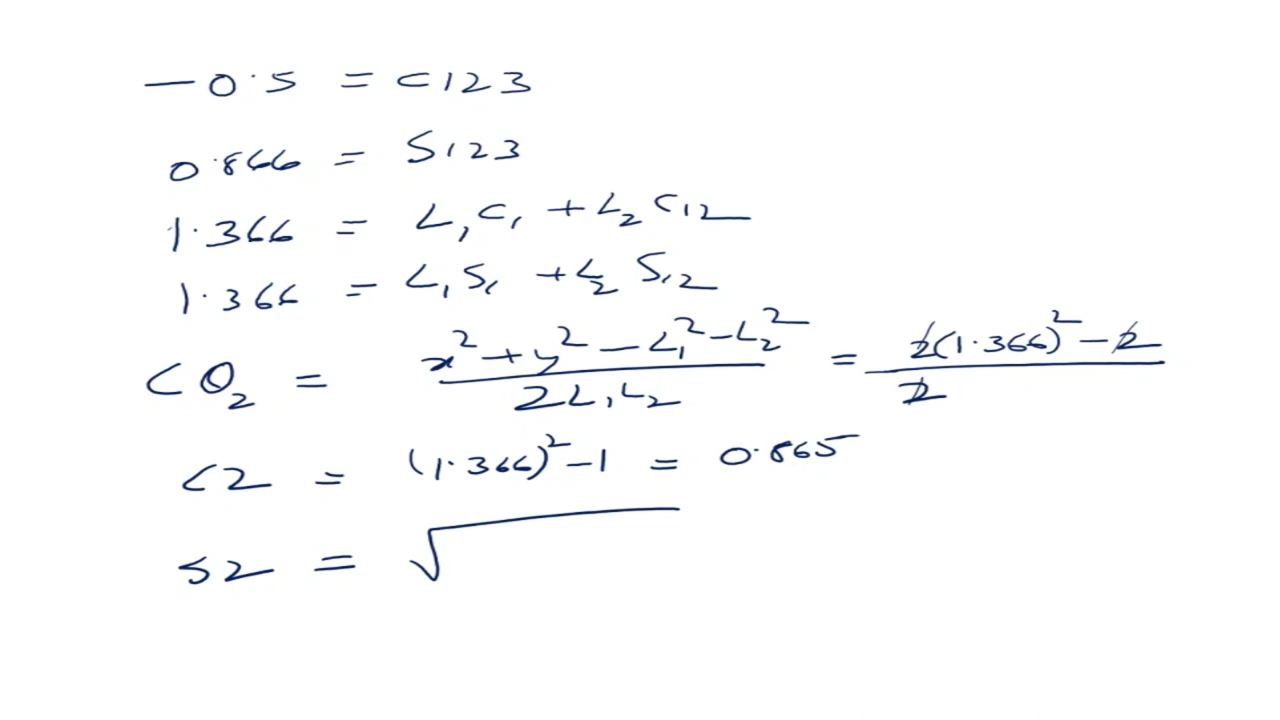 -0.5 = C123
0.866 = S123
1.366 = L₁C₁ + L₂C12
1.366 = L₁S₁ + L₂S12
Cθ₂ = (x² + y² - L₁² - L₂²) / (2L₁L₂) = (2(1.366)² - 2) / 2
C2 = (1.366)² - 1 = 0.865
S2 = √